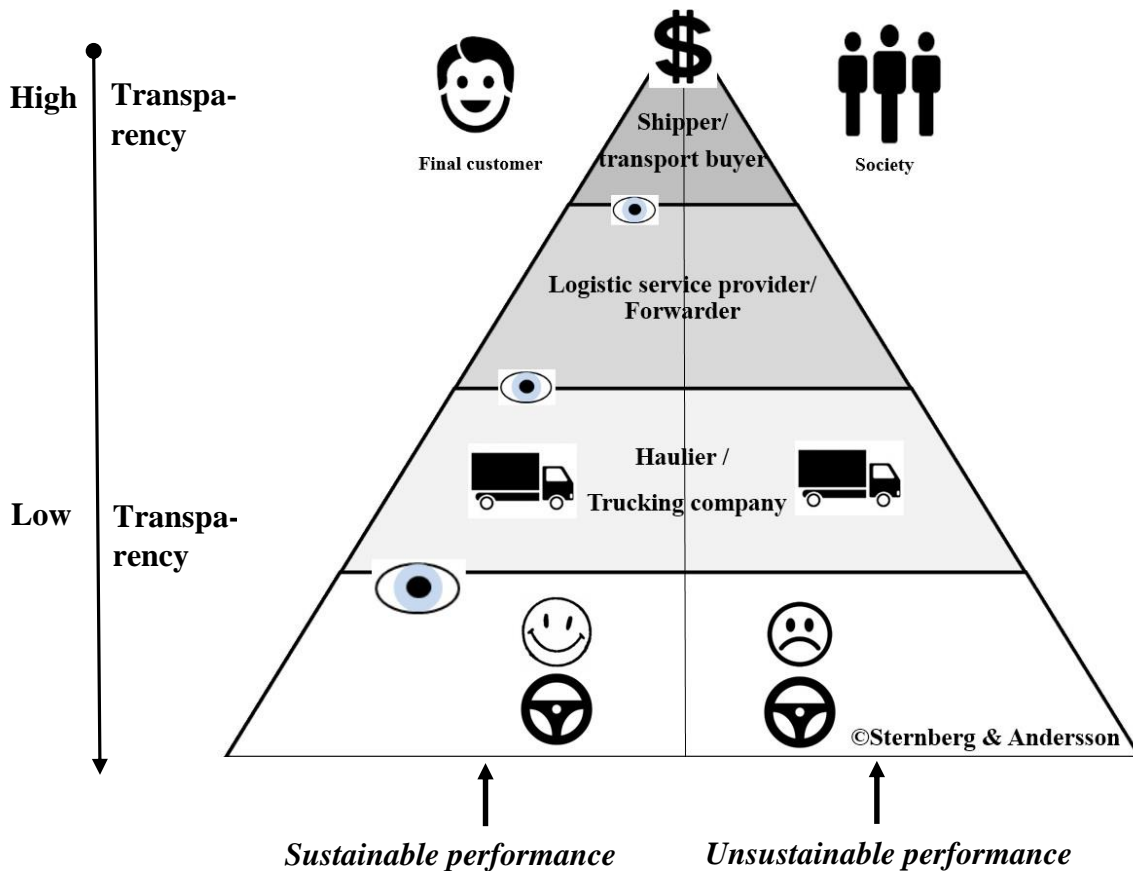 $
High
Transpa-
rency
Final customer
Shipper/
transport buyer
Society
Logistic service provider/
Forwarder
Haulier /
Trucking company
Low
Transpa-
rency
©Sternberg & Andersson
Sustainable performance
Unsustainable performance